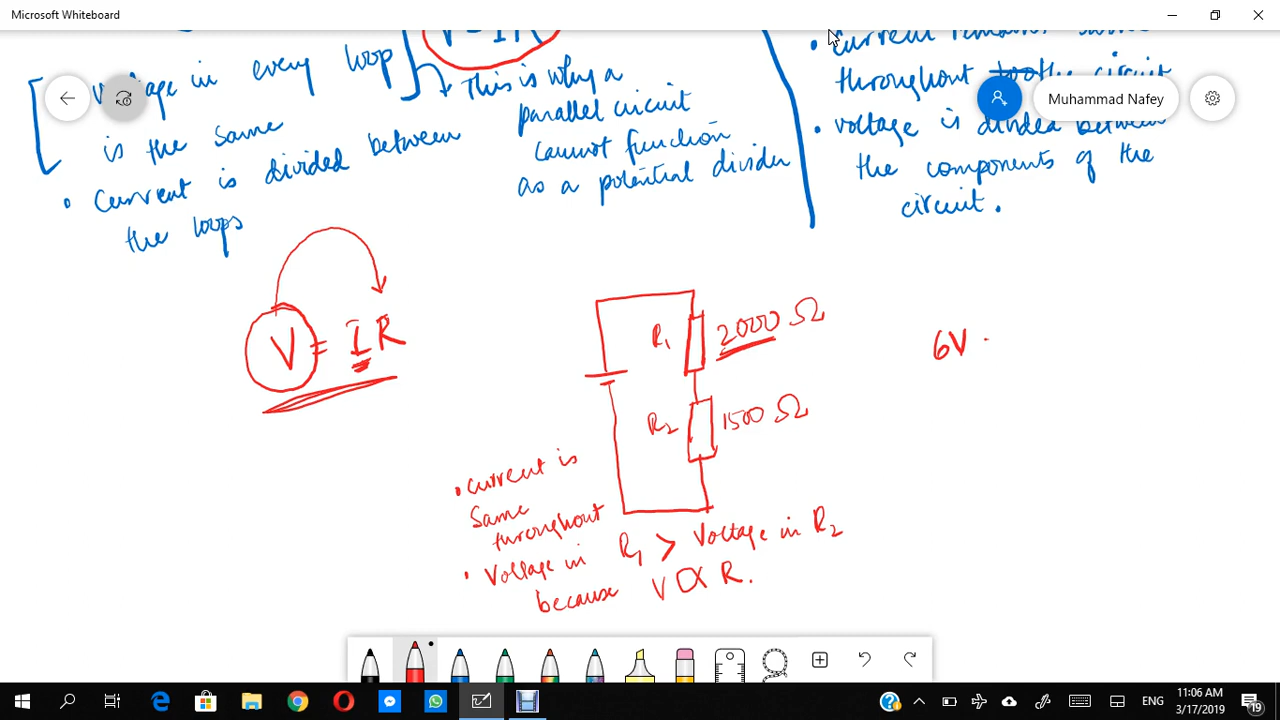 Microsoft Whiteboard
V = IR
Voltage in every loop
is the same
• Current is divided between
the loops
This is why a
parallel circuit
cannot function
as a potential divider
• Current remains same
throughout the circuit
• voltage is divided between
the components of the
circuit.
Muhammad Nafey
V = IR
R1 2000 Ω
R2 1500 Ω
6V
• Current is
Same
throughout
• Voltage in R1 > Voltage in R2
because V ∝ R.
ENG
11:06 AM
3/17/2019
19